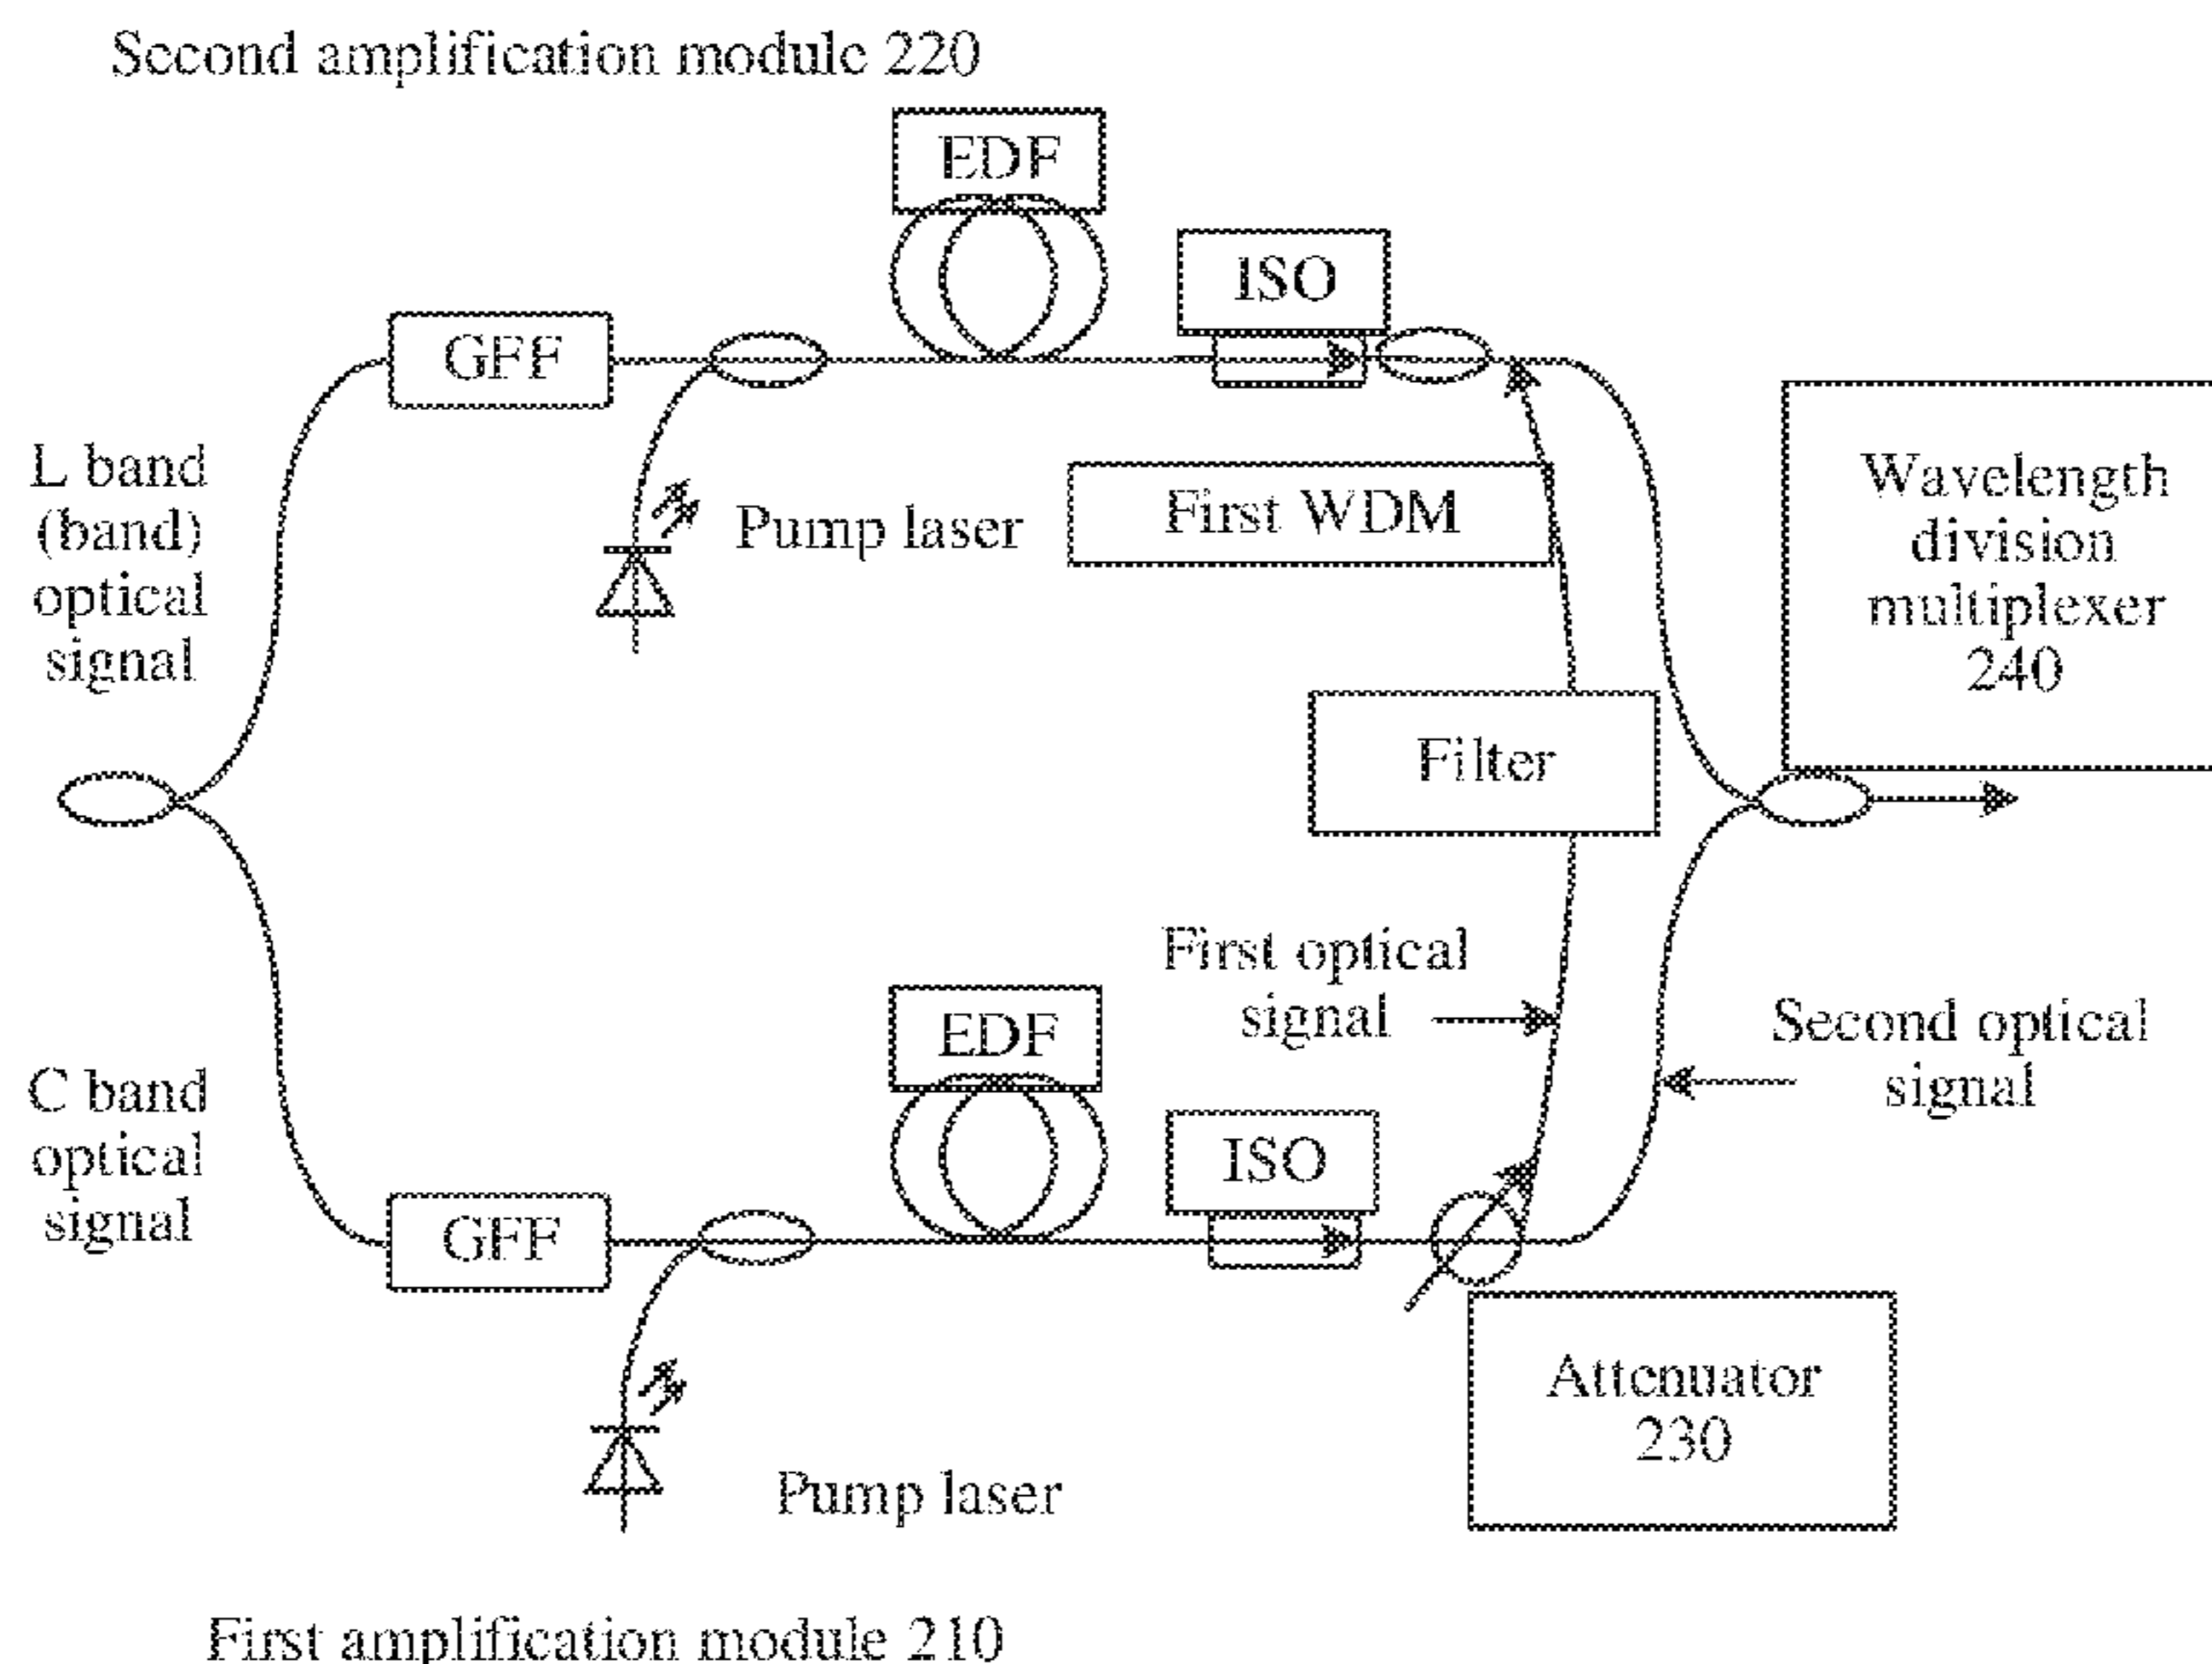 Second amplification module 220
EDF
ISO
GFF
L band
(band)
optical
signal
Pump laser
First WDM
Wavelength
division
multiplexer
240
Filter
First optical
signal
Second optical
signal
EDF
C band
optical
signal
ISO
GFF
Attenuator
230
Pump laser
First amplification module 210